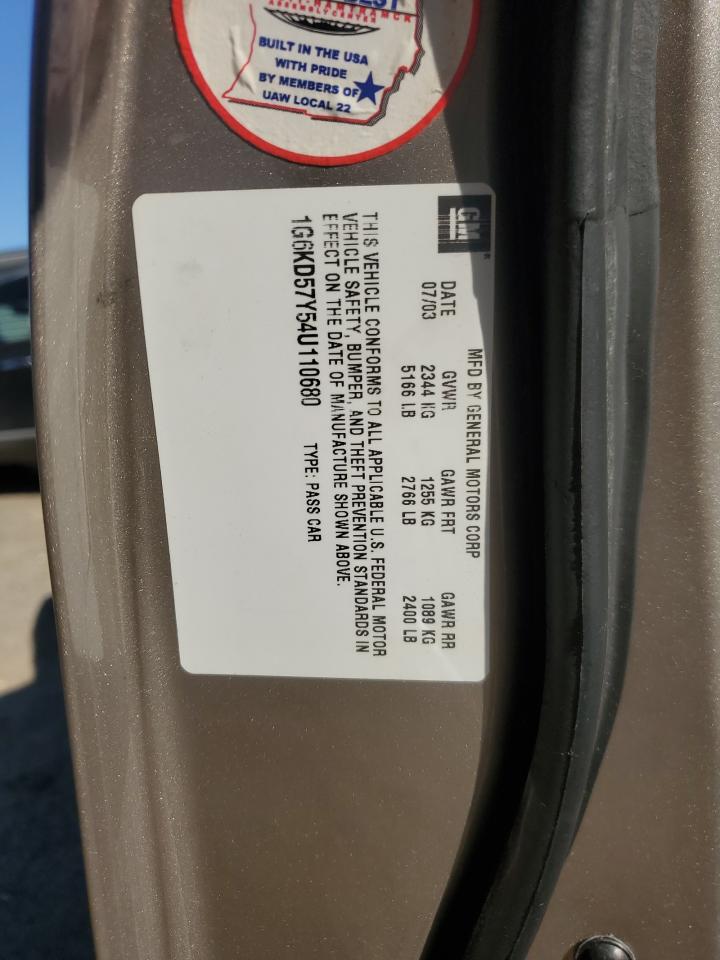 HAMTRAMCK
ASSEMBLY CENTER
BUILT IN THE USA
WITH PRIDE
BY MEMBERS OF
UAW LOCAL 22
GM
MFD BY GENERAL MOTORS CORP
DATE GVWR GAWR FRT GAWR RR
07/03 2344 KG 1255 KG 1089 KG
5166 LB 2766 LB 2400 LB
THIS VEHICLE CONFORMS TO ALL APPLICABLE U.S. FEDERAL MOTOR
VEHICLE SAFETY, BUMPER, AND THEFT PREVENTION STANDARDS IN
EFFECT ON THE DATE OF MANUFACTURE SHOWN ABOVE.
1G6KD57Y54U110680 TYPE: PASS CAR